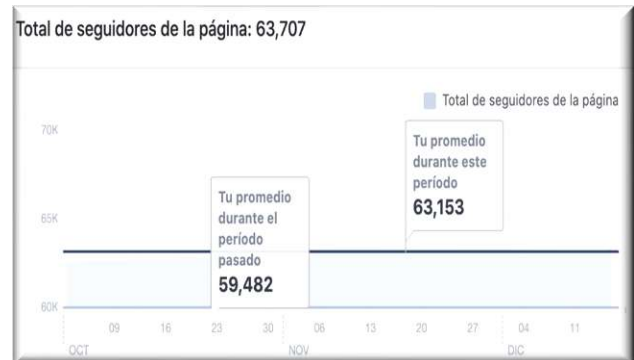 Total de seguidores de la página: 63,707
Total de seguidores de la página
70K
Tu promedio
durante este
período
63,153
Tu promedio
durante el
período
pasado
59,482
65K
60K
09 16 23 30 06 13 20 27 04 11
OCT NOV DIC